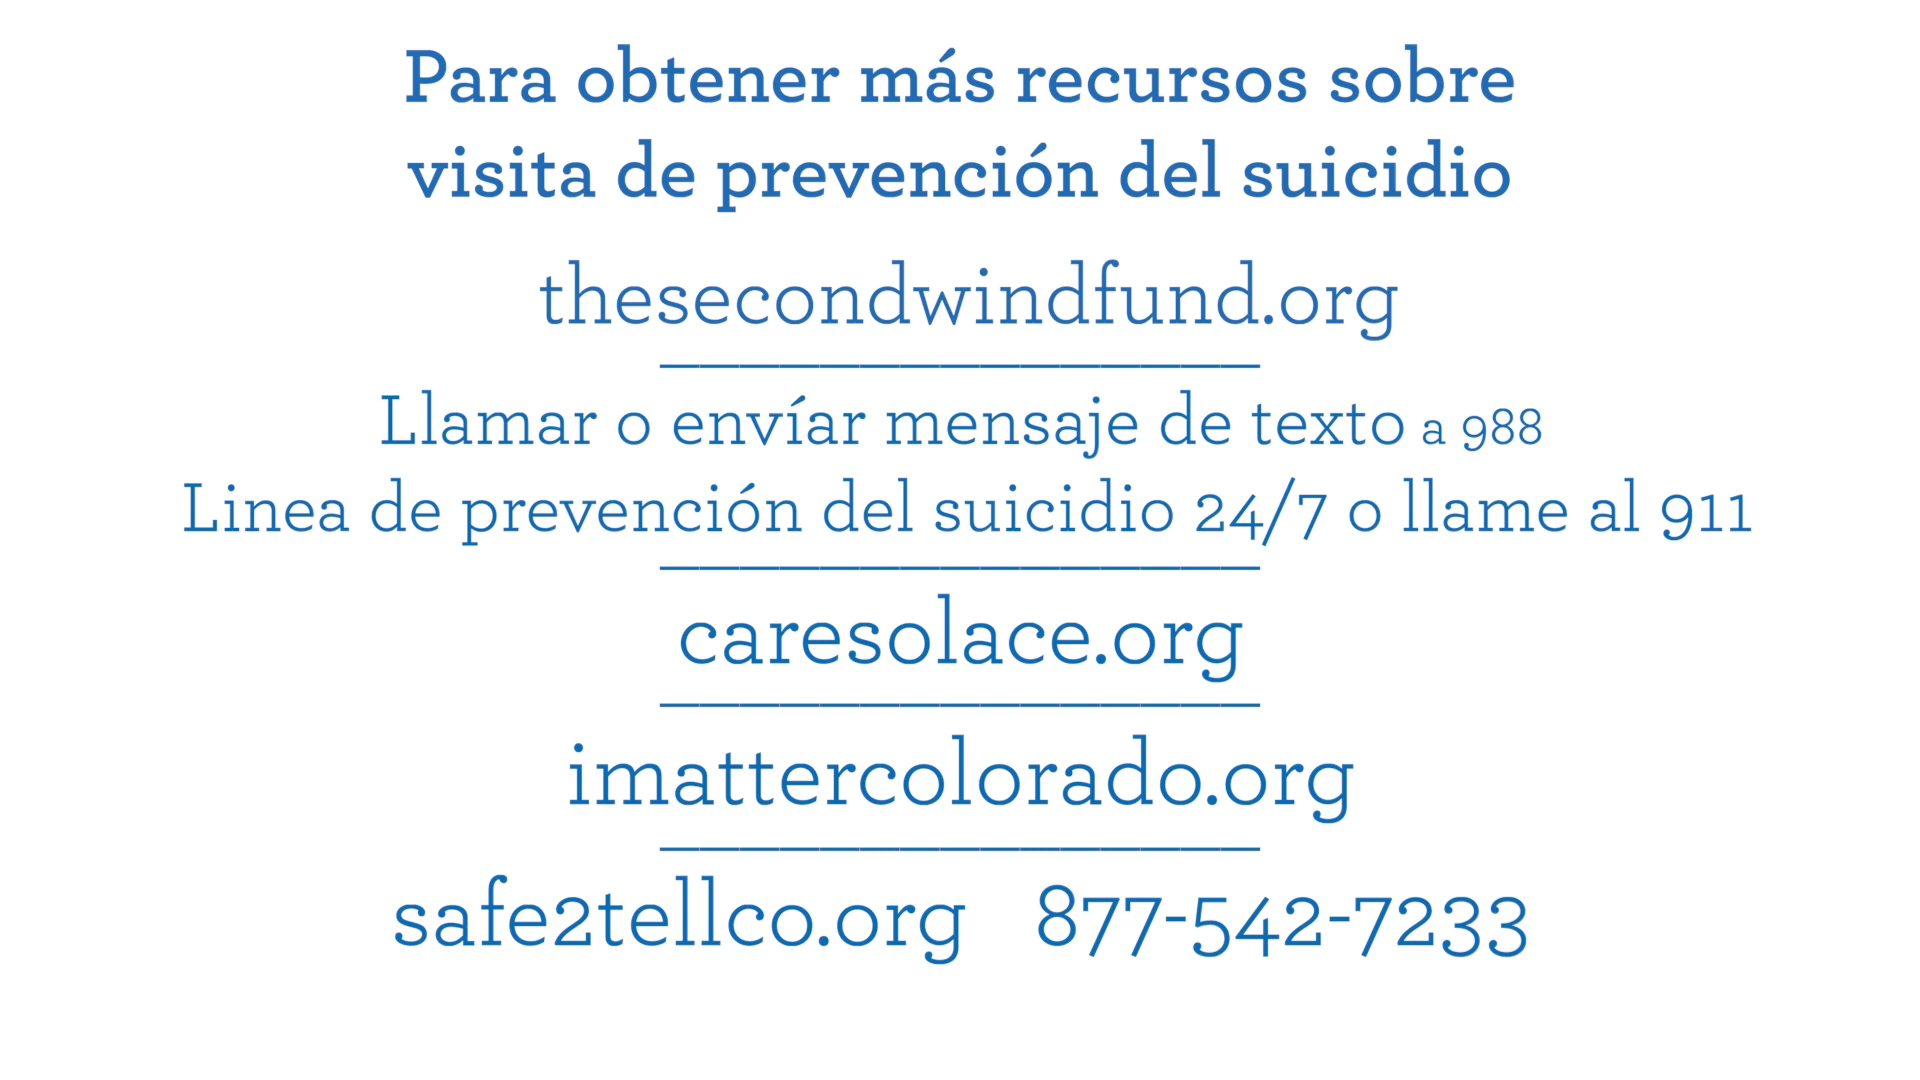 Para obtener más recursos sobre
visita de prevención del suicidio
thesecondwindfund.org
Llamar o envíar mensaje de texto a 988
Linea de prevención del suicidio 24/7 o llame al 911
caresolace.org
imattercolorado.org
safe2tellco.org 877-542-7233